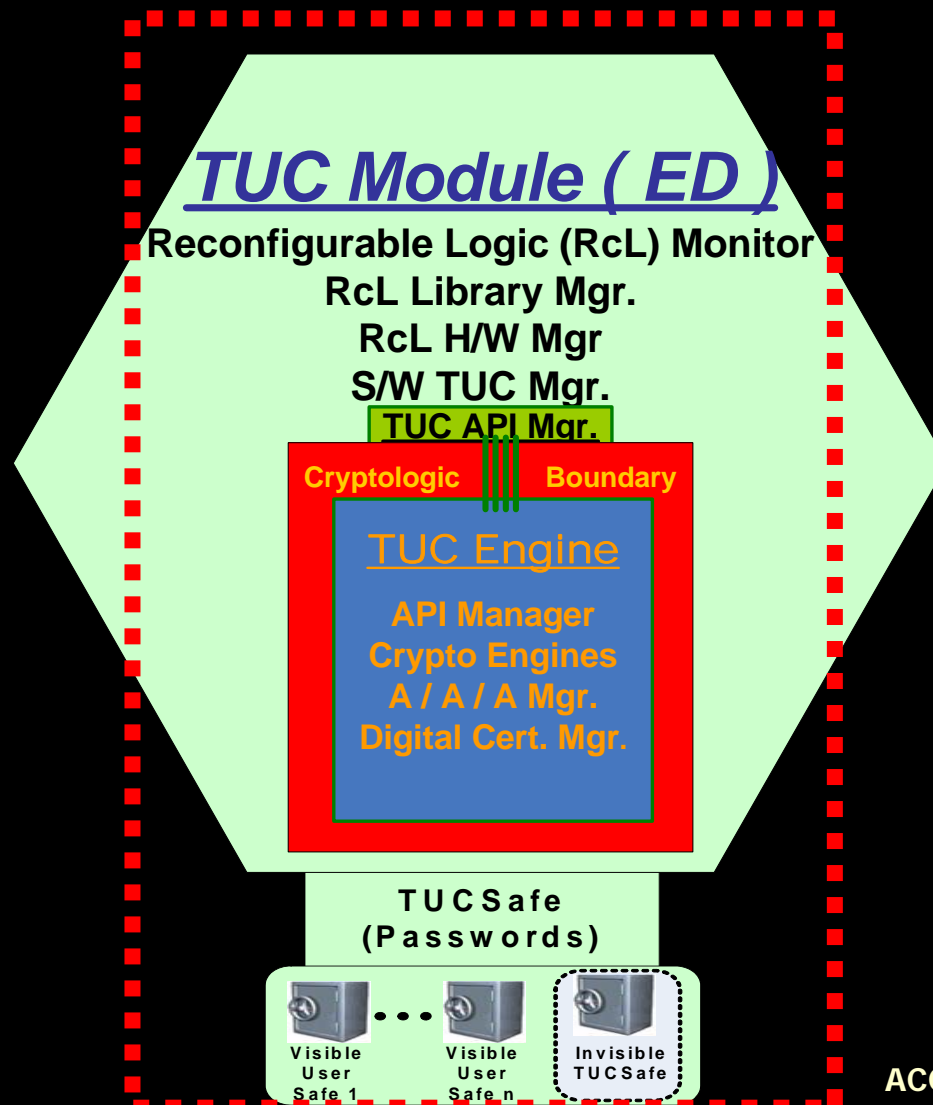 TUC Module ( ED )
Reconfigurable Logic (RcL) Monitor
RcL Library Mgr.
RcL H/W Mgr
S/W TUC Mgr.
TUC API Mgr.
Cryptologic Boundary
TUC Engine
API Manager
Crypto Engines
A / A / A Mgr.
Digital Cert. Mgr.
TUCSafe
(Passwords)
Visible Visible Invisible
User User TUCSafe
Safe 1 Safe n